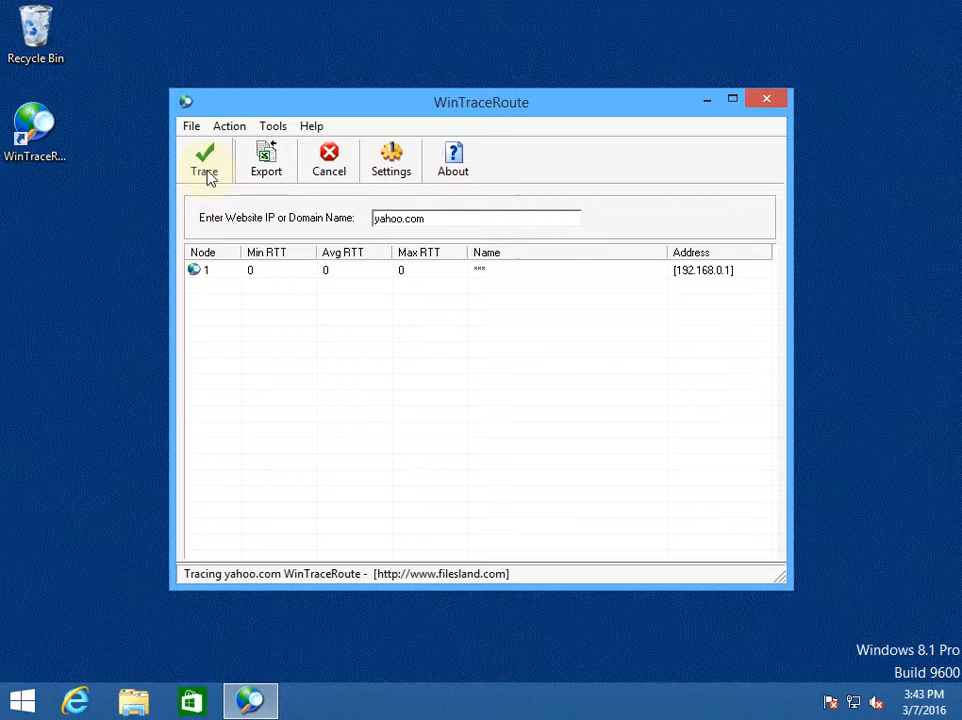 Recycle Bin
WinTraceR...
WinTraceRoute
File Action Tools Help
Trace Export Cancel Settings About
Enter Website IP or Domain Name: yahoo.com
Node Min RTT Avg RTT Max RTT Name Address
1 0 0 0 *** [192.168.0.1]
Tracing yahoo.com WinTraceRoute - [http://www.filesland.com]
Windows 8.1 Pro
Build 9600
3:43 PM
3/7/2016